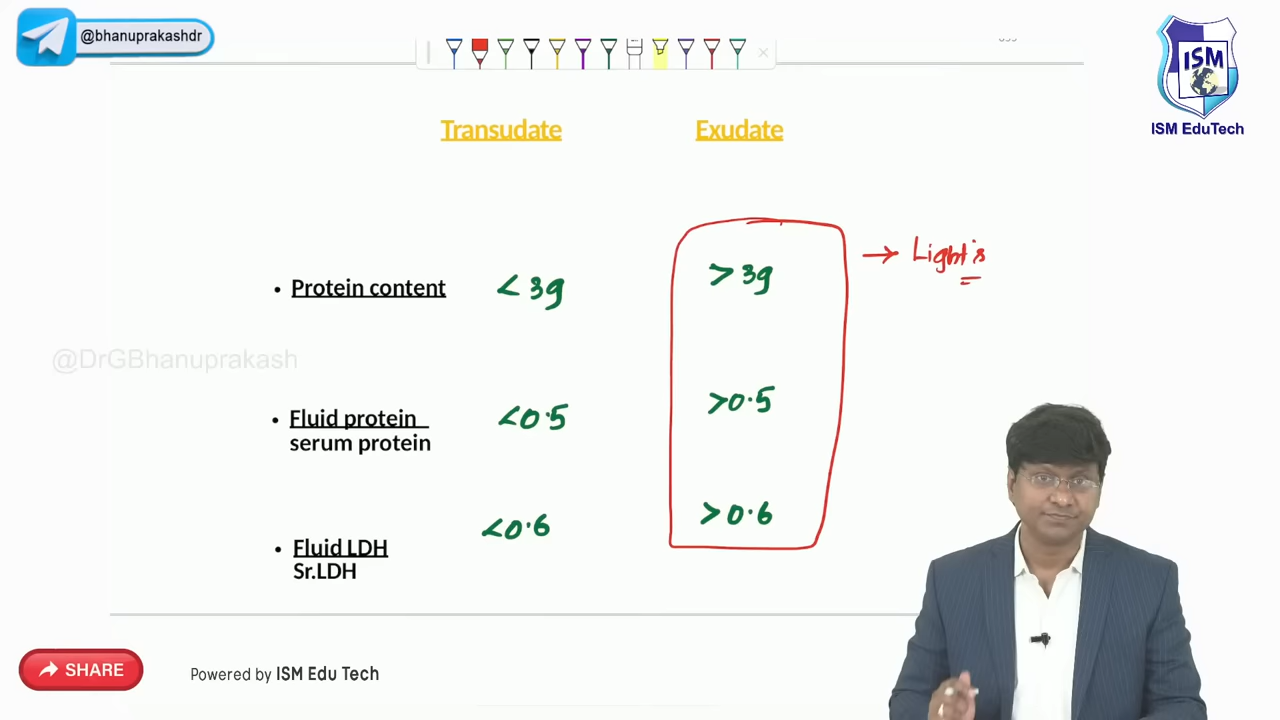 @bhanuprakashdr
ISM
ISM EduTech
Transudate Exudate
→ Light's
Protein content < 3g > 3g
@DrGBhanuprakash
Fluid protein <0.5 >0.5
serum protein
Fluid LDH <0.6 >0.6
Sr.LDH
SHARE
Powered by ISM Edu Tech